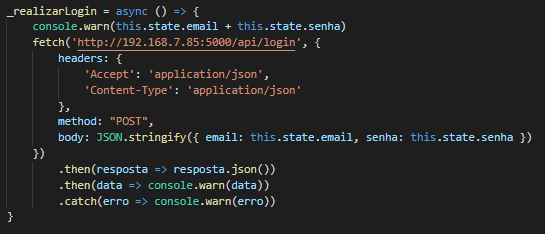 _realizarLogin = async () => {
    console.warn(this.state.email + this.state.senha)
    fetch('http://192.168.7.85:5000/api/login', {
        headers: {
            'Accept': 'application/json',
            'Content-Type': 'application/json'
        },
        method: "POST",
        body: JSON.stringify({ email: this.state.email, senha: this.state.senha })
    })
        .then(resposta => resposta.json())
        .then(data => console.warn(data))
        .catch(erro => console.warn(erro))
}